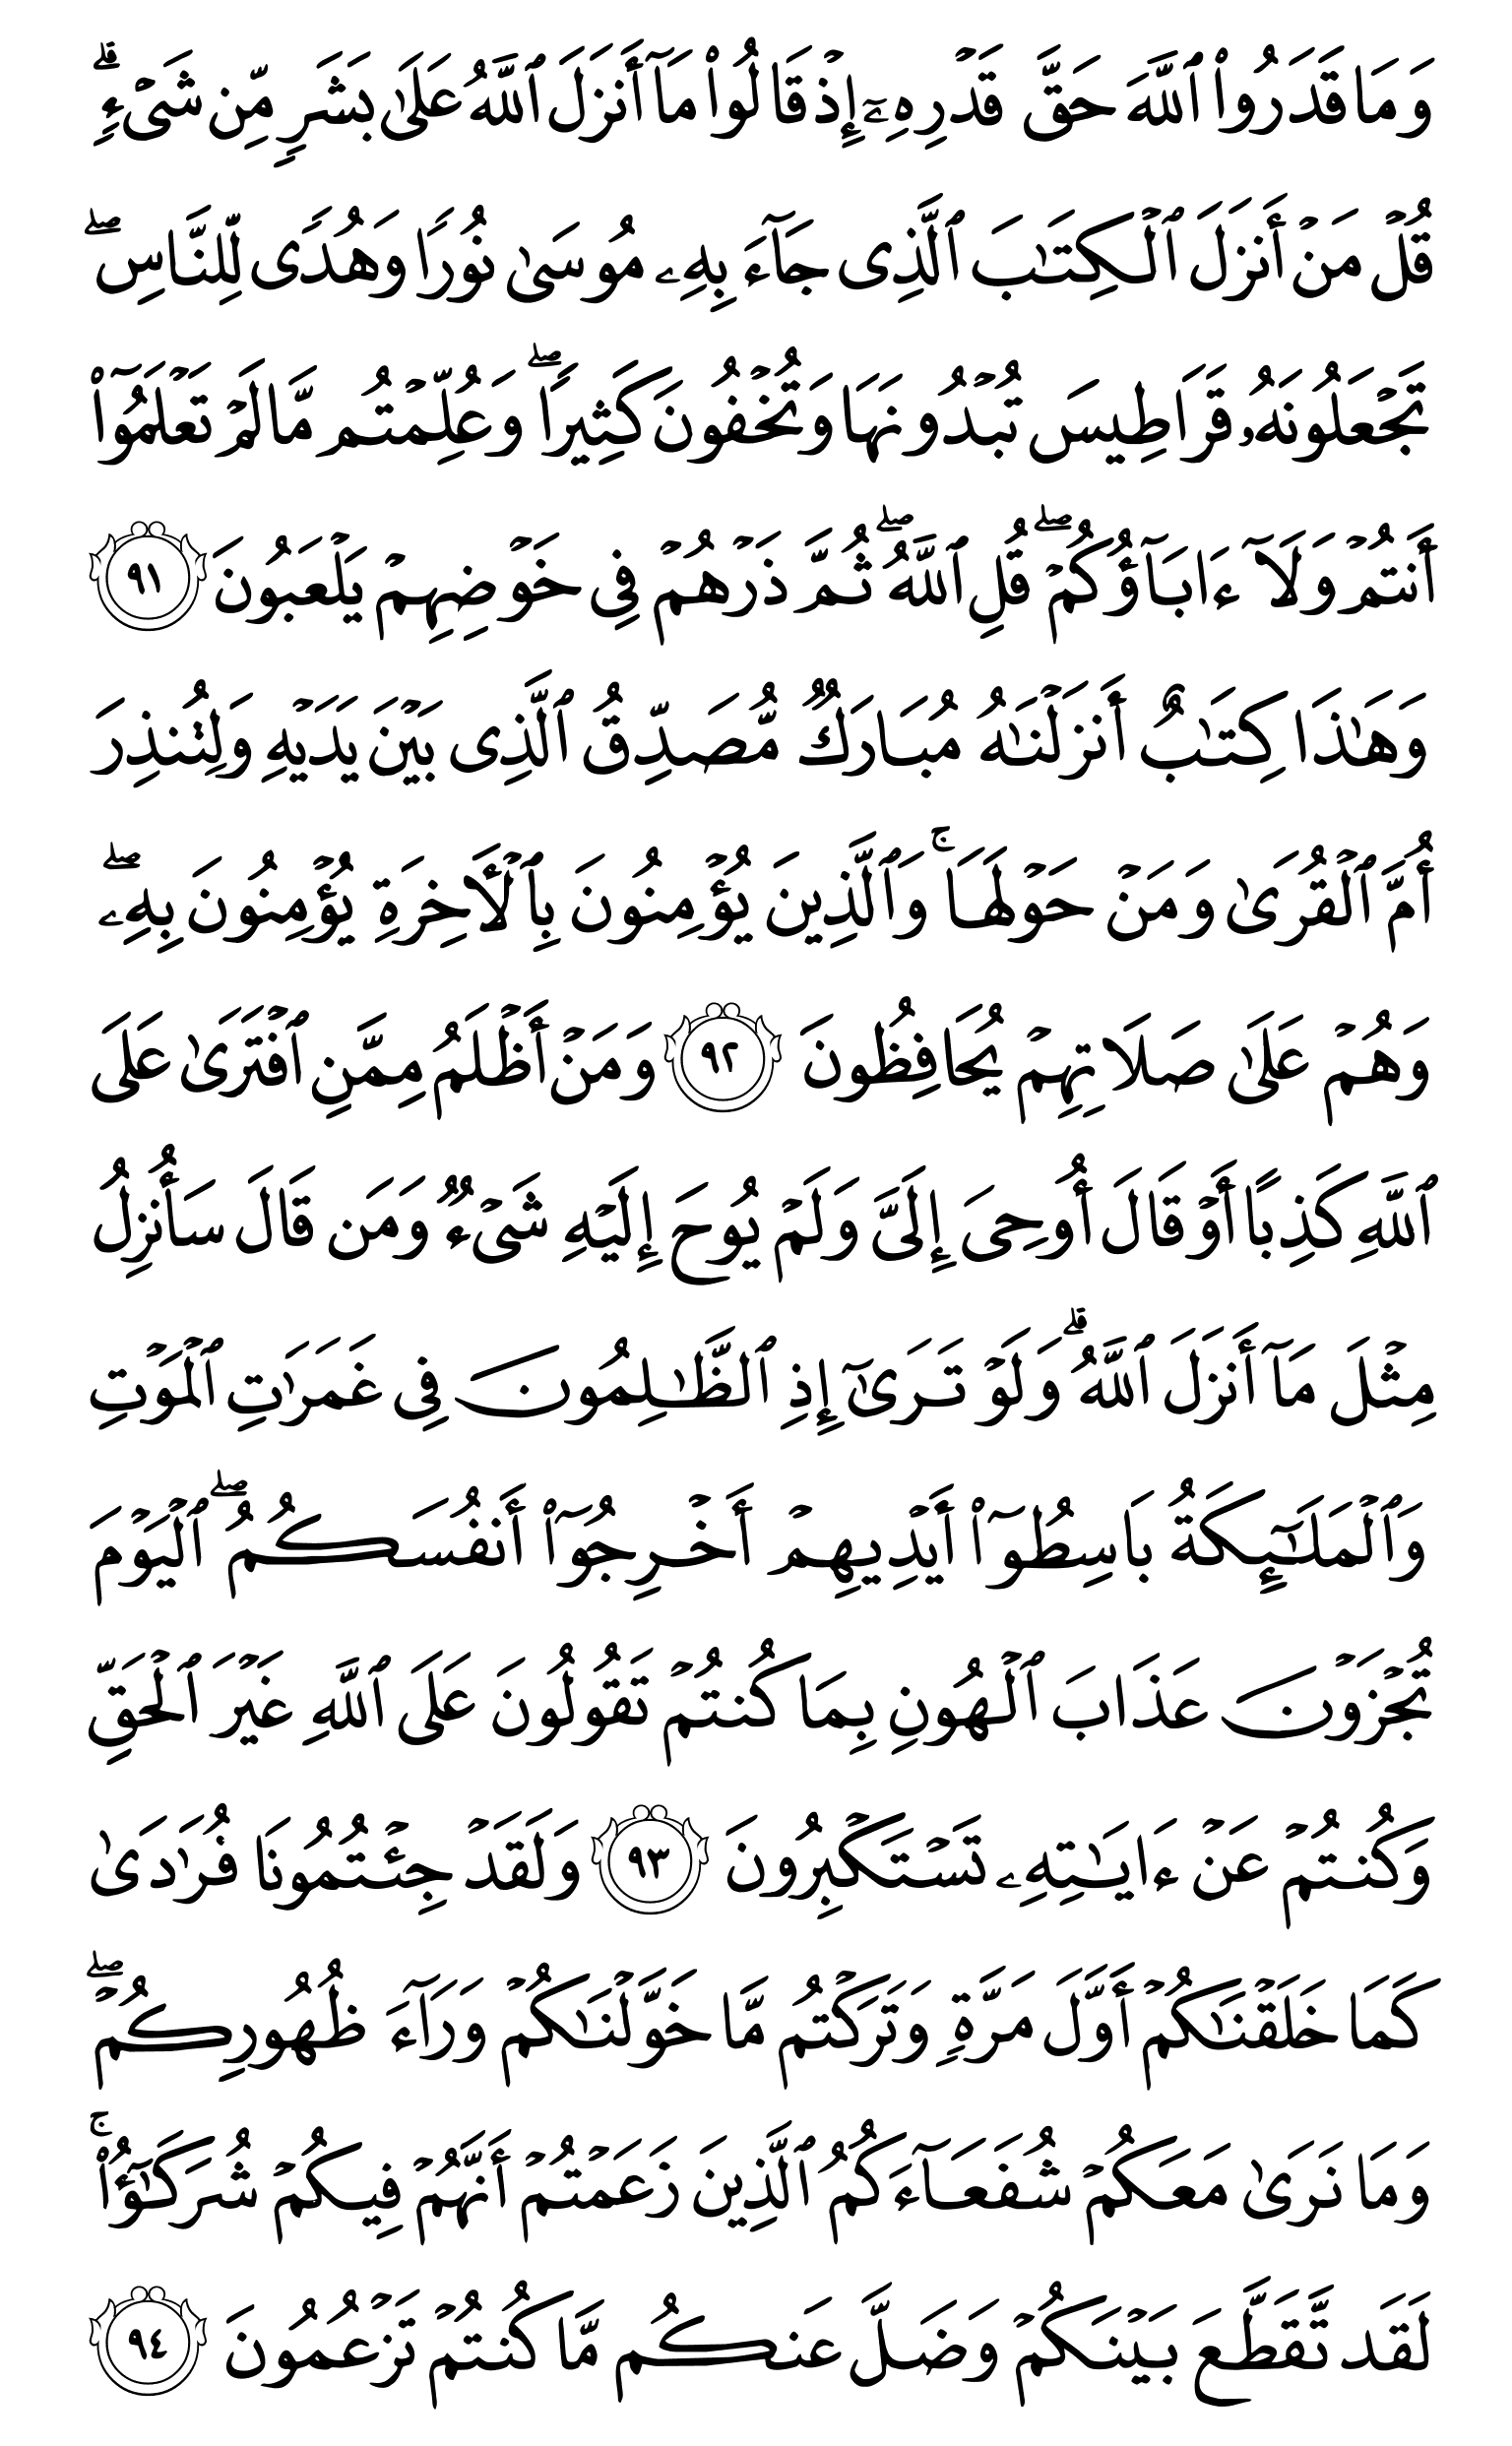 وَمَا قَدَرُوا۟ ٱللَّهَ حَقَّ قَدۡرِهِۦٓ إِذۡ قَالُوا۟ مَآ أَنزَلَ ٱللَّهُ عَلَىٰ بَشَرٍ مِّن شَىۡءٍۗ
قُلۡ مَنۡ أَنزَلَ ٱلۡكِتَـٰبَ ٱلَّذِى جَآءَ بِهِۦ مُوسَىٰ نُورًا وَهُدًى لِّلنَّاسِۖ
تَجۡعَلُونَهُۥ قَرَاطِيسَ تُبۡدُونَهَا وَتُخۡفُونَ كَثِيرًاۖ وَعُلِّمۡتُم مَّا لَمۡ تَعۡلَمُوٓا۟
أَنتُمۡ وَلَآ ءَابَآؤُكُمۡۖ قُلِ ٱللَّهُۖ ثُمَّ ذَرۡهُمۡ فِى خَوۡضِهِمۡ يَلۡعَبُونَ ٩١
وَهَـٰذَا كِتَـٰبٌ أَنزَلۡنَـٰهُ مُبَارَكٌ مُّصَدِّقُ ٱلَّذِى بَيۡنَ يَدَيۡهِ وَلِتُنذِرَ
أُمَّ ٱلۡقُرَىٰ وَمَنۡ حَوۡلَهَاۚ وَٱلَّذِينَ يُؤۡمِنُونَ بِٱلۡـَٔاخِرَةِ يُؤۡمِنُونَ بِهِۦۖ
وَهُمۡ عَلَىٰ صَلَاتِهِمۡ يُحَافِظُونَ ٩٢ وَمَنۡ أَظۡلَمُ مِمَّنِ ٱفۡتَرَىٰ عَلَى
ٱللَّهِ كَذِبًا أَوۡ قَالَ أُوحِىَ إِلَىَّ وَلَمۡ يُوحَ إِلَيۡهِ شَىۡءٌ وَمَن قَالَ سَأُنزِلُ
مِثۡلَ مَآ أَنزَلَ ٱللَّهُۗ وَلَوۡ تَرَىٰٓ إِذِ ٱلظَّـٰلِمُونَ فِى غَمَرَٰتِ ٱلۡمَوۡتِ
وَٱلۡمَلَـٰٓئِكَةُ بَاسِطُوٓا۟ أَيۡدِيهِمۡ أَخۡرِجُوٓا۟ أَنفُسَكُمُۖ ٱلۡيَوۡمَ
تُجۡزَوۡنَ عَذَابَ ٱلۡهُونِ بِمَا كُنتُمۡ تَقُولُونَ عَلَى ٱللَّهِ غَيۡرَ ٱلۡحَقِّ
وَكُنتُمۡ عَنۡ ءَايَـٰتِهِۦ تَسۡتَكۡبِرُونَ ٩٣ وَلَقَدۡ جِئۡتُمُونَا فُرَٰدَىٰ
كَمَا خَلَقۡنَـٰكُمۡ أَوَّلَ مَرَّةٍ وَتَرَكۡتُم مَّا خَوَّلۡنَـٰكُمۡ وَرَآءَ ظُهُورِكُمۡۖ
وَمَا نَرَىٰ مَعَكُمۡ شُفَعَآءَكُمُ ٱلَّذِينَ زَعَمۡتُمۡ أَنَّهُمۡ فِيكُمۡ شُرَكَـٰٓؤُا۟ۚ
لَقَد تَّقَطَّعَ بَيۡنَكُمۡ وَضَلَّ عَنكُم مَّا كُنتُمۡ تَزۡعُمُونَ ٩٤